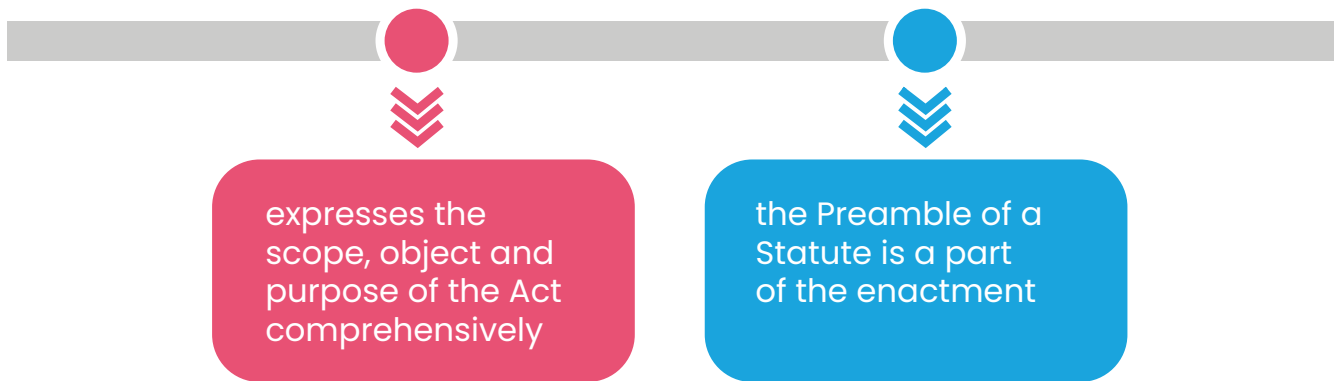 expresses the
scope, object and
purpose of the Act
comprehensively
the Preamble of a
Statute is a part
of the enactment